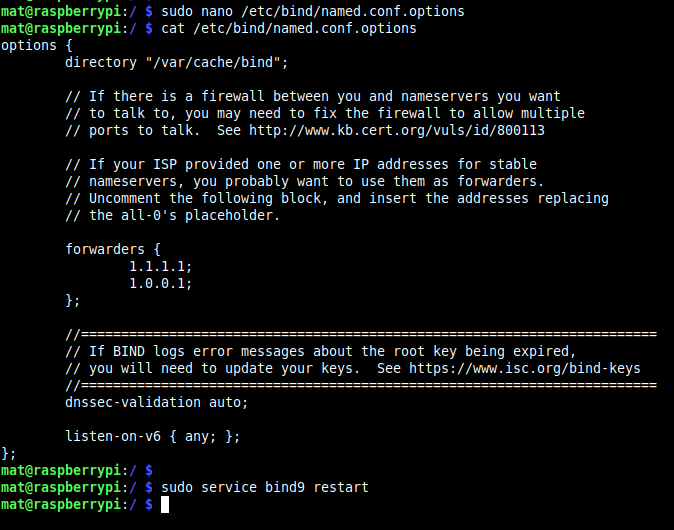 mat@raspberrypi:/ $ sudo nano /etc/bind/named.conf.options
mat@raspberrypi:/ $ cat /etc/bind/named.conf.options
options {
        directory "/var/cache/bind";

        // If there is a firewall between you and nameservers you want
        // to talk to, you may need to fix the firewall to allow multiple
        // ports to talk.  See http://www.kb.cert.org/vuls/id/800113

        // If your ISP provided one or more IP addresses for stable
        // nameservers, you probably want to use them as forwarders.
        // Uncomment the following block, and insert the addresses replacing
        // the all-0's placeholder.

        forwarders {
                1.1.1.1;
                1.0.0.1;
        };

        //========================================================================
        // If BIND logs error messages about the root key being expired,
        // you will need to update your keys.  See https://www.isc.org/bind-keys
        //========================================================================
        dnssec-validation auto;

        listen-on-v6 { any; };
};
mat@raspberrypi:/ $
mat@raspberrypi:/ $ sudo service bind9 restart
mat@raspberrypi:/ $